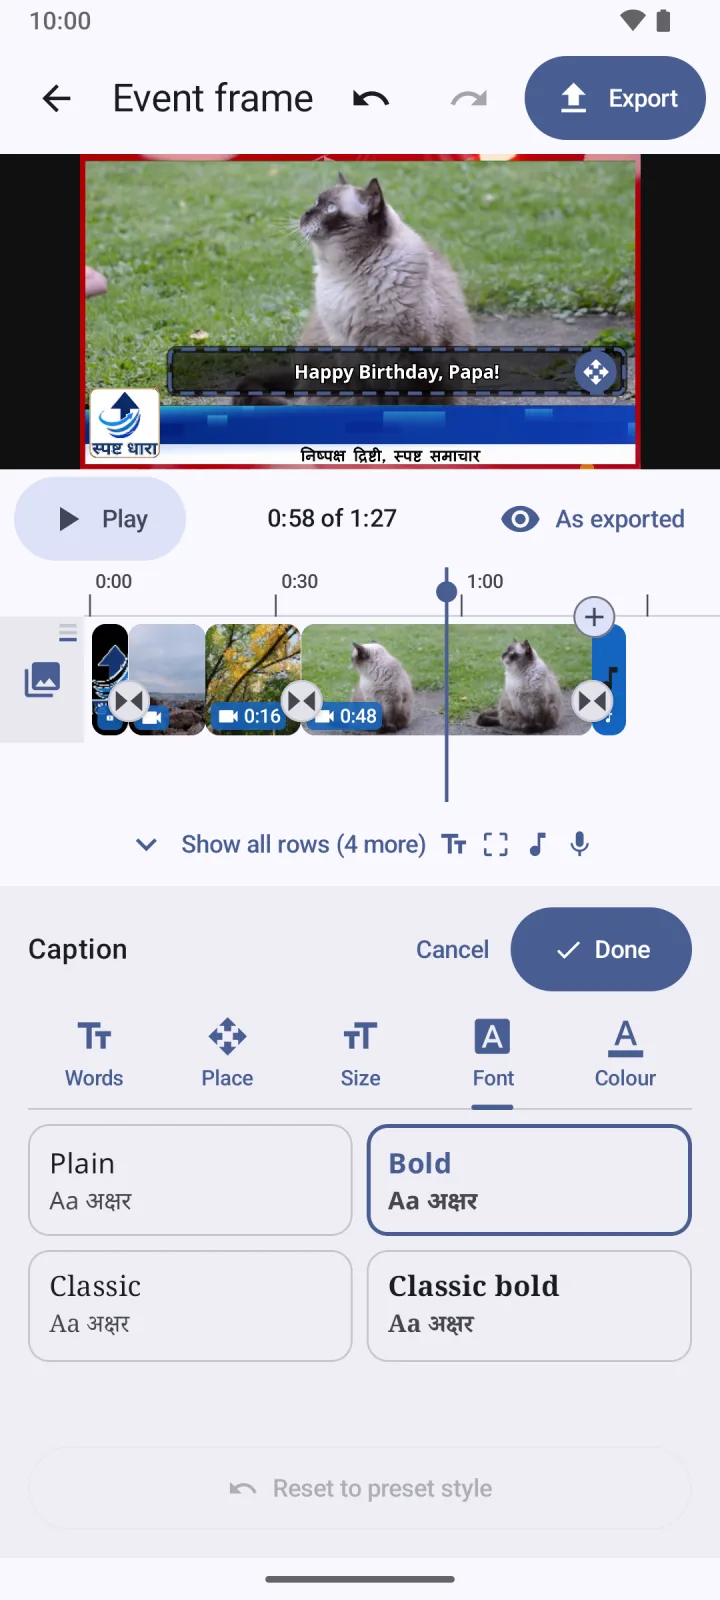 10:00
Event frame
Export
Happy Birthday, Papa!
स्पष्ट धारा
निष्पक्ष द्रिष्टी, स्पष्ट समाचार
Play
0:58 of 1:27
As exported
0:00
0:30
1:00
0:16
0:48
Show all rows (4 more)
Caption
Cancel
Done
Words
Place
Size
Font
Colour
Plain
Aa अक्षर
Bold
Aa अक्षर
Classic
Aa अक्षर
Classic bold
Aa अक्षर
Reset to preset style